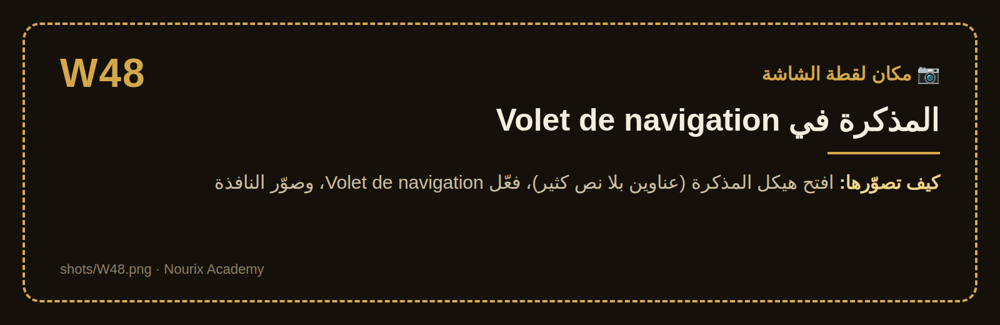 W48
📷 مكان لقطة الشاشة
المذكرة في Volet de navigation
كيف تصوّرها: افتح هيكل المذكرة (عناوين بلا نص كثير)، فعّل Volet de navigation، وصوّر النافذة
shots/W48.png · Nourix Academy